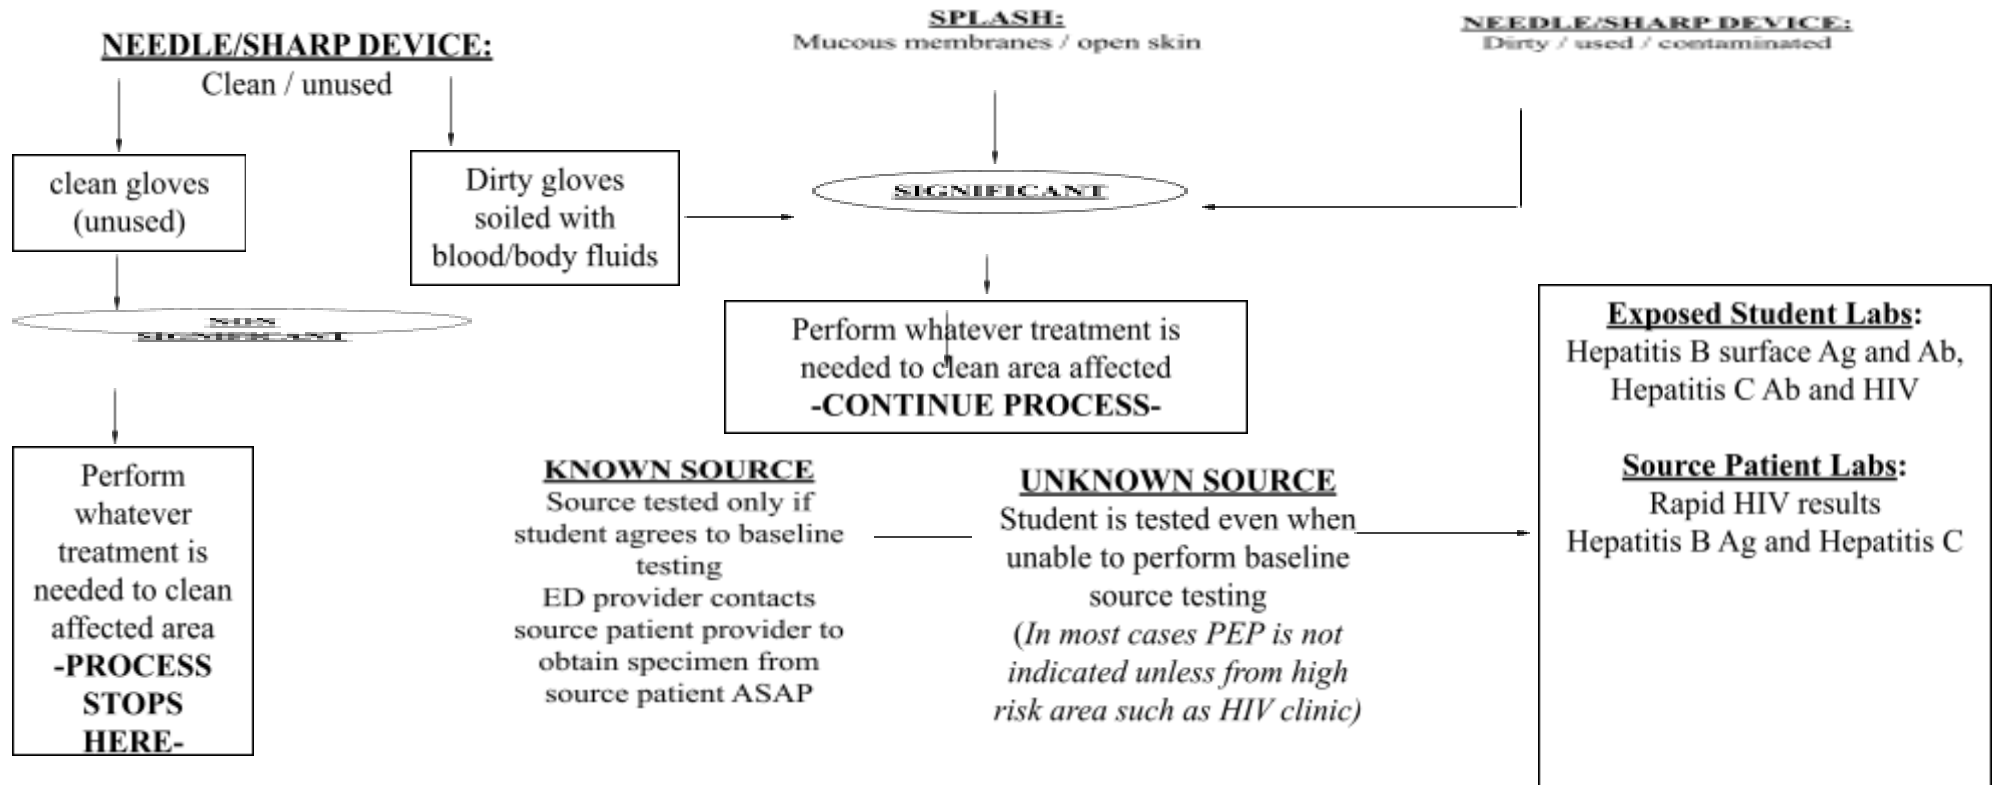 NEEDLE/SHARP DEVICE:
Clean / unused
SPLASH:
Mucous membranes / open skin
NEEDLE/SHARP DEVICE:
Dirty / used / contaminated
clean gloves
(unused)
Dirty gloves
soiled with
blood/body fluids
SIGNIFICANT
NON
SIGNIFICANT
Perform whatever treatment is
needed to clean area affected
-CONTINUE PROCESS-
Perform
whatever
treatment is
needed to clean
affected area
-PROCESS
STOPS
HERE-
KNOWN SOURCE
Source tested only if
student agrees to baseline
testing
ED provider contacts
source patient provider to
obtain specimen from
source patient ASAP
UNKNOWN SOURCE
Student is tested even when
unable to perform baseline
source testing
(In most cases PEP is not
indicated unless from high
risk area such as HIV clinic)
Exposed Student Labs:
Hepatitis B surface Ag and Ab,
Hepatitis C Ab and HIV
Source Patient Labs:
Rapid HIV results
Hepatitis B Ag and Hepatitis C